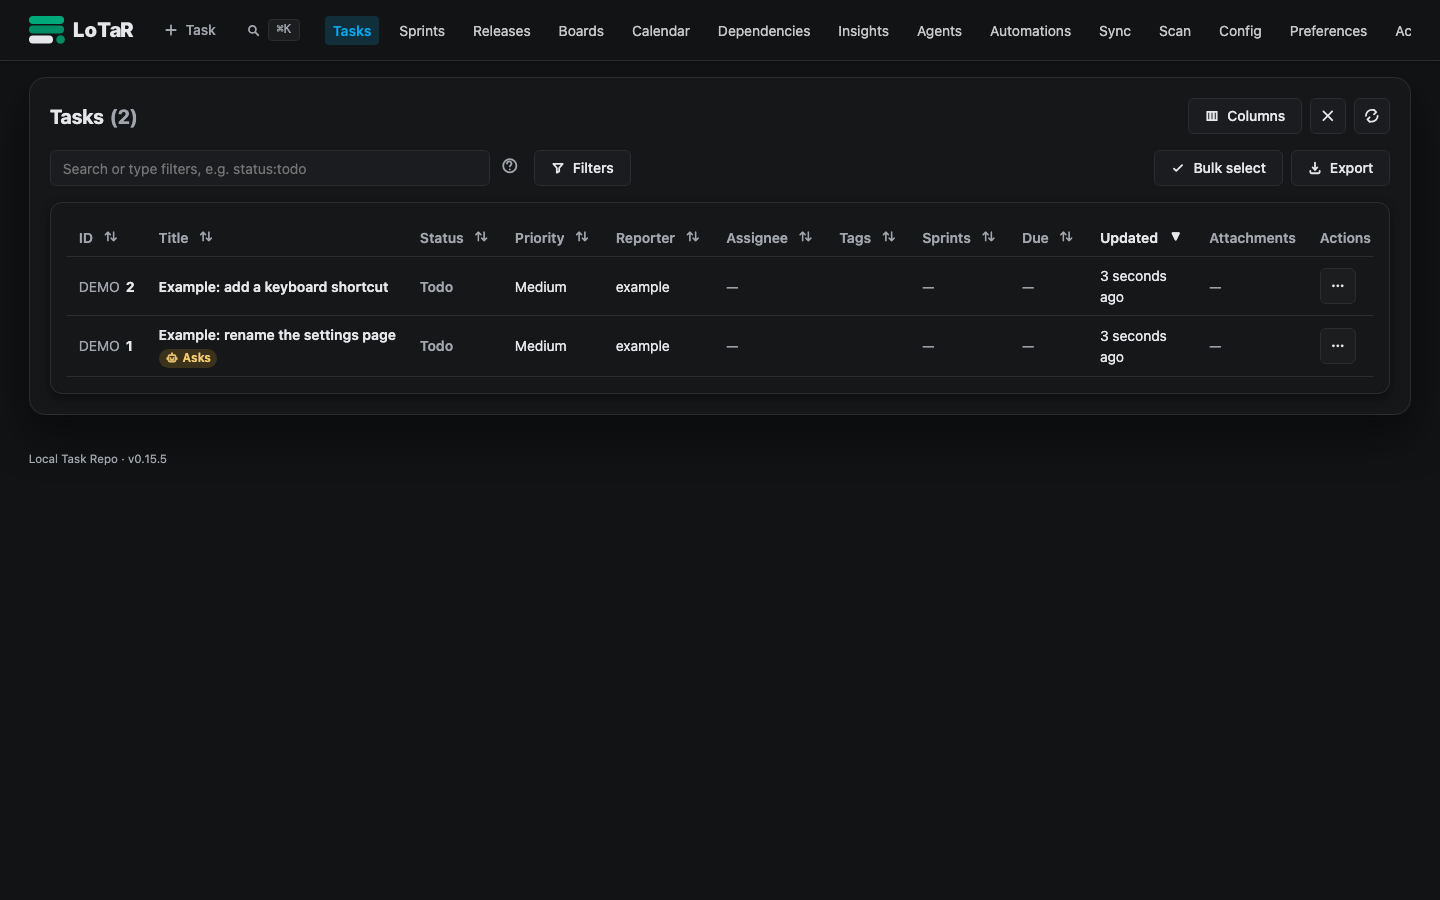 LoTaR
Task
⌘K
Tasks
Sprints
Releases
Boards
Calendar
Dependencies
Insights
Agents
Automations
Sync
Scan
Config
Preferences
Ac
Tasks (2)
Columns
Search or type filters, e.g. status:todo
Filters
Bulk select
Export
ID Title Status Priority Reporter Assignee Tags Sprints Due Updated Attachments Actions
DEMO 2 Example: add a keyboard shortcut Todo Medium example — — — 3 seconds ago —
DEMO 1 Example: rename the settings page Todo Medium example — — — 3 seconds ago —
Asks
Local Task Repo · v0.15.5